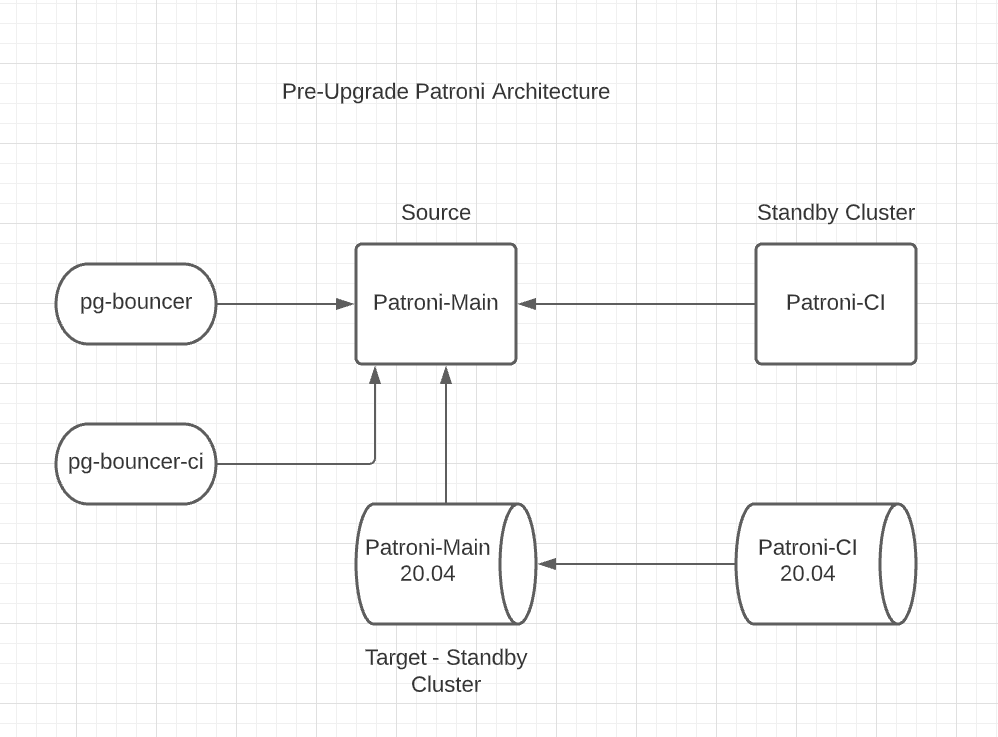 Pre-Upgrade Patroni Architecture
Source
Standby Cluster
pg-bouncer
Patroni-Main
Patroni-CI
pg-bouncer-ci
Patroni-Main
20.04
Patroni-CI
20.04
Target - Standby
Cluster